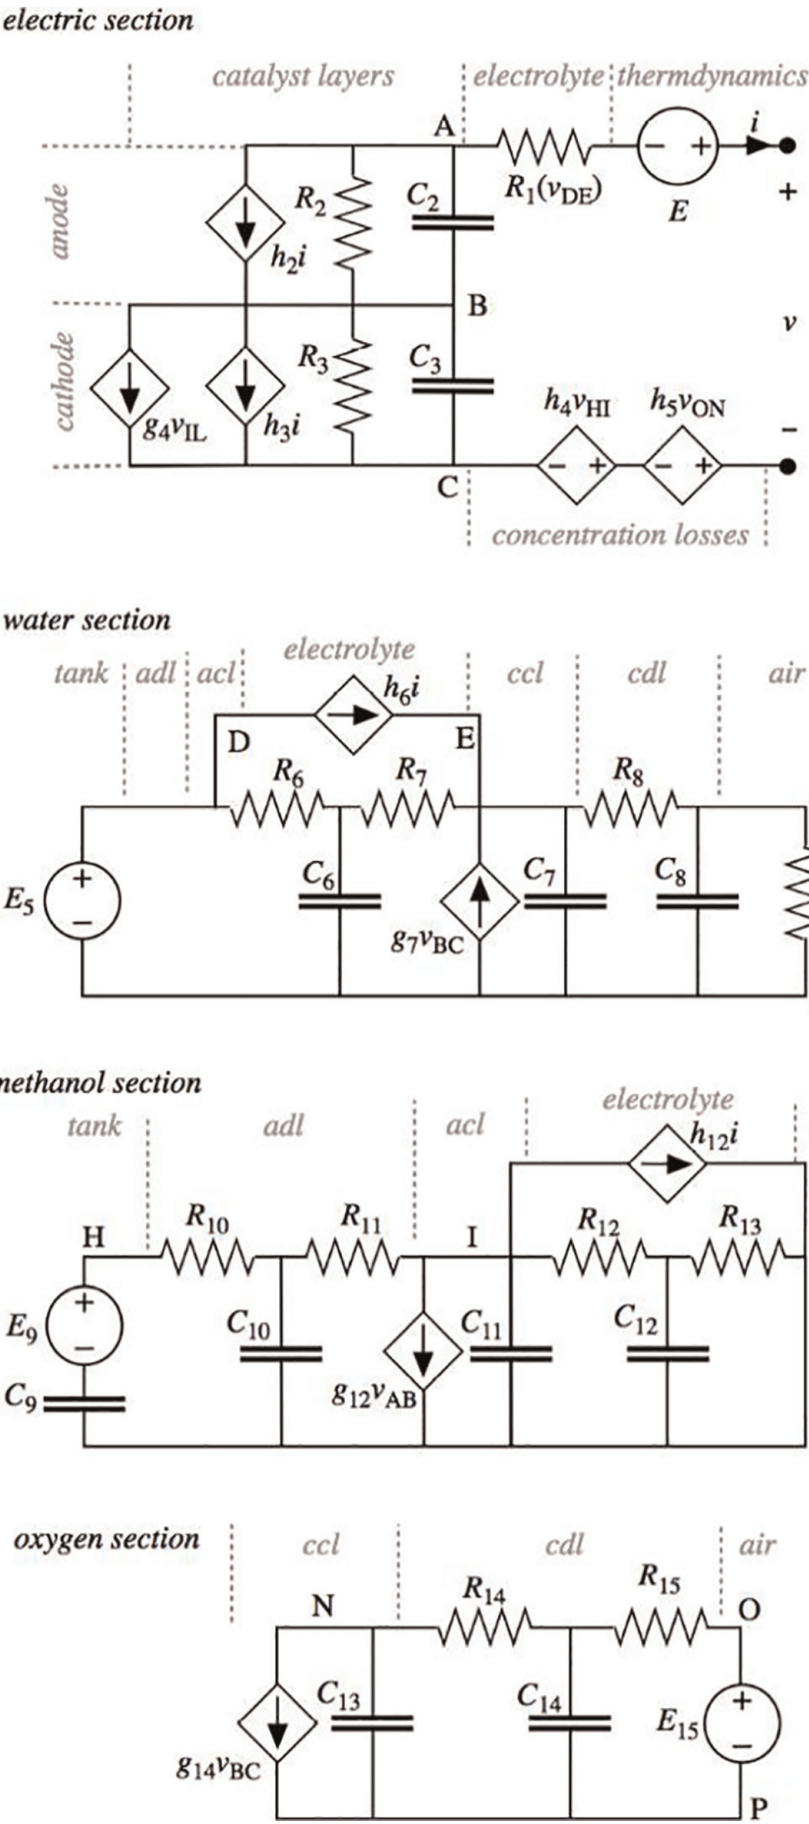 electric section
catalyst layers electrolyte thermdynamics
anode
cathode
A
R1(vDE)
E
i
+
− +
R2
C2
h2i
B
v
R3
C3
g4vIL
h3i
h4vHI h5vON
− + − +
−
C
concentration losses
water section
tank adl acl electrolyte ccl cdl air
h6i
D
E
R6 R7 R8
E5
+
−
C6
C7
C8
g7vBC
nethanol section
tank adl acl electrolyte
h12i
H
R10 R11 I R12 R13
E9
+
−
C9
C10
C11
C12
g12vAB
oxygen section
ccl cdl air
N
R14
R15
O
C13
C14
E15
+
−
g14vBC
P